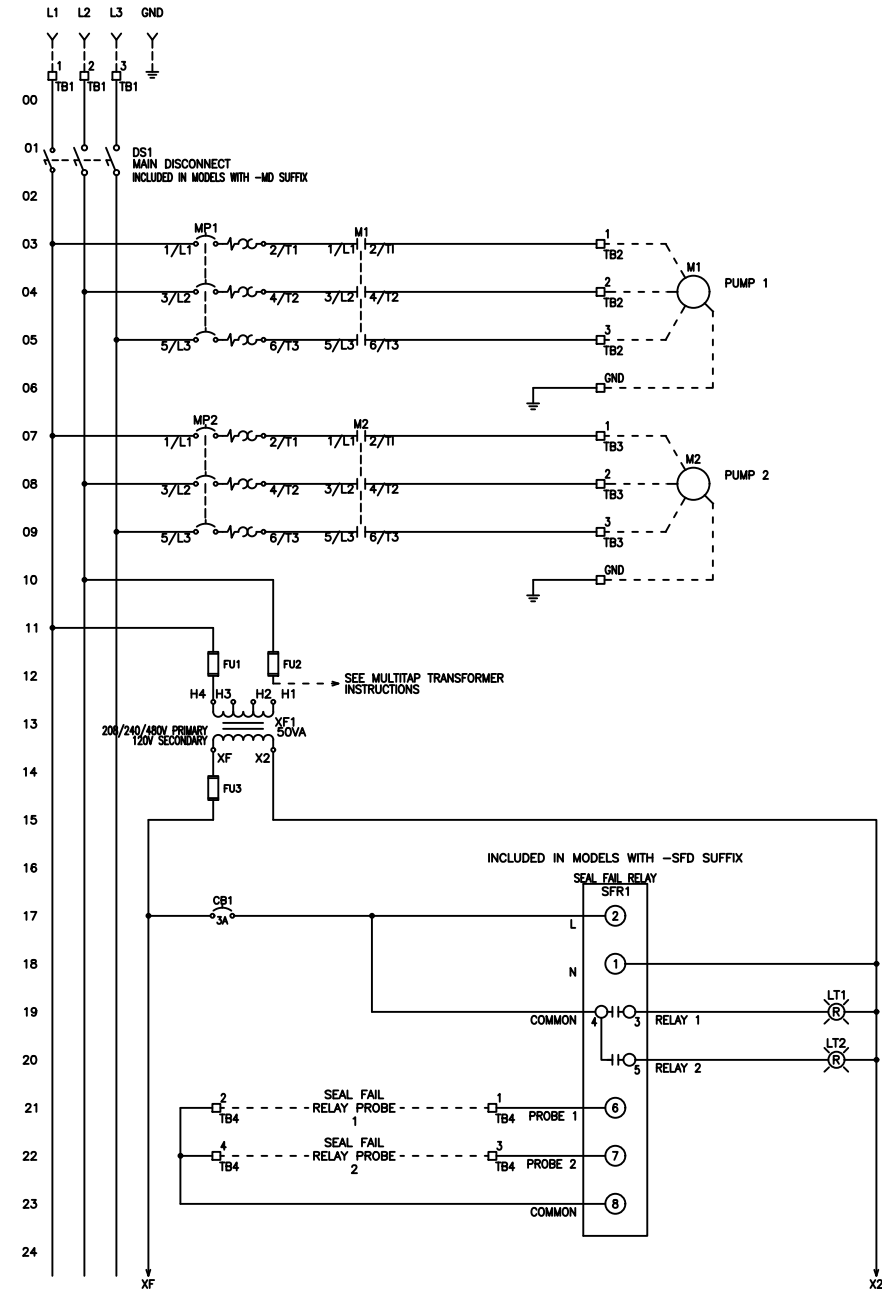 L1 L2 L3 GND
1 2 3
TB1 TB1 TB1
00
01 DS1
MAIN DISCONNECT
INCLUDED IN MODELS WITH -MD SUFFIX
02
MP1 M1 1
03 1/L1 2/T1 1/L1 2/TI TB2
M1
2 PUMP 1
04 3/L2 4/T2 3/L2 4/T2 TB2
3
05 5/L3 6/T3 5/L3 6/T3 TB2
GND
06
MP2 M2 1
07 1/L1 2/T1 1/L1 2/TI TB3
M2
2 PUMP 2
08 3/L2 4/T2 3/L2 4/T2 TB3
3
09 5/L3 6/T3 5/L3 6/T3 TB3
10 GND
11
FU1 FU2
12 SEE MULTITAP TRANSFORMER
INSTRUCTIONS
H4 H3 H2 H1
13 XF1
208/240/480V PRIMARY 50VA
120V SECONDARY
XF X2
14
FU3
15
INCLUDED IN MODELS WITH -SFD SUFFIX
16
SEAL FAIL RELAY
SFR1
CB1
17 3A L 2
18 N 1
LT1
19 COMMON 4 3 RELAY 1 R
LT2
20 5 RELAY 2 R
SEAL FAIL
21 2 TB4 RELAY PROBE 1 TB4 PROBE 1 6
1
SEAL FAIL
22 4 TB4 RELAY PROBE 3 TB4 PROBE 2 7
2
23 COMMON 8
24
XF X2